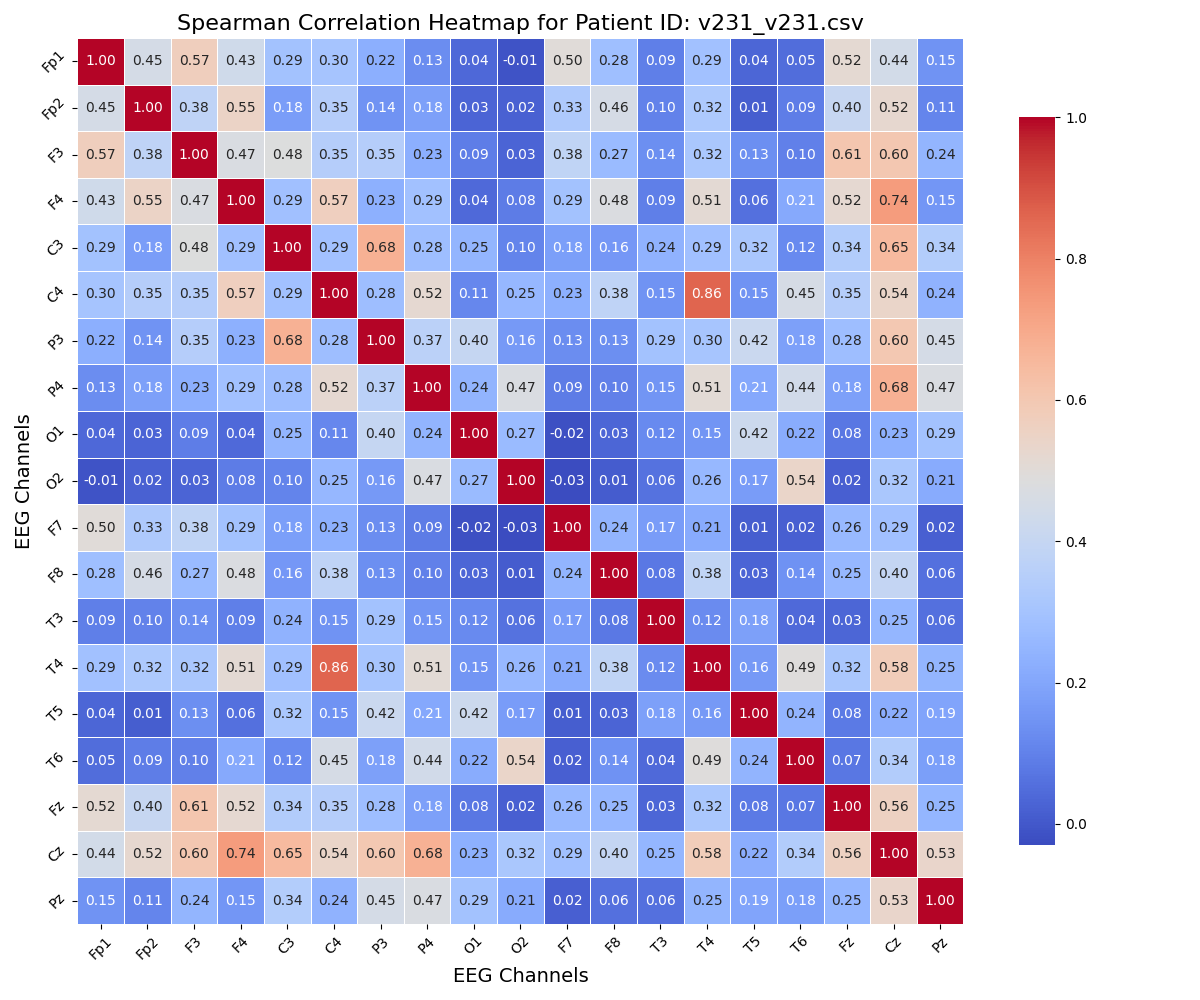 Spearman Correlation Heatmap for Patient ID: v231_v231.csv
Fp1 1.00 0.45 0.57 0.43 0.29 0.30 0.22 0.13 0.04 -0.01 0.50 0.28 0.09 0.29 0.04 0.05 0.52 0.44 0.15
Fp2 0.45 1.00 0.38 0.55 0.18 0.35 0.14 0.18 0.03 0.02 0.33 0.46 0.10 0.32 0.01 0.09 0.40 0.52 0.11
F3 0.57 0.38 1.00 0.47 0.48 0.35 0.35 0.23 0.09 0.03 0.38 0.27 0.14 0.32 0.13 0.10 0.61 0.60 0.24
F4 0.43 0.55 0.47 1.00 0.29 0.57 0.23 0.29 0.04 0.08 0.29 0.48 0.09 0.51 0.06 0.21 0.52 0.74 0.15
C3 0.29 0.18 0.48 0.29 1.00 0.29 0.68 0.28 0.25 0.10 0.18 0.16 0.24 0.29 0.32 0.12 0.34 0.65 0.34
C4 0.30 0.35 0.35 0.57 0.29 1.00 0.28 0.52 0.11 0.25 0.23 0.38 0.15 0.86 0.15 0.45 0.35 0.54 0.24
P3 0.22 0.14 0.35 0.23 0.68 0.28 1.00 0.37 0.40 0.16 0.13 0.13 0.29 0.30 0.42 0.18 0.28 0.60 0.45
P4 0.13 0.18 0.23 0.29 0.28 0.52 0.37 1.00 0.24 0.47 0.09 0.10 0.15 0.51 0.21 0.44 0.18 0.68 0.47
O1 0.04 0.03 0.09 0.04 0.25 0.11 0.40 0.24 1.00 0.27 -0.02 0.03 0.12 0.15 0.42 0.22 0.08 0.23 0.29
O2 -0.01 0.02 0.03 0.08 0.10 0.25 0.16 0.47 0.27 1.00 -0.03 0.01 0.06 0.26 0.17 0.54 0.02 0.32 0.21
F7 0.50 0.33 0.38 0.29 0.18 0.23 0.13 0.09 -0.02 -0.03 1.00 0.24 0.17 0.21 0.01 0.02 0.26 0.29 0.02
F8 0.28 0.46 0.27 0.48 0.16 0.38 0.13 0.10 0.03 0.01 0.24 1.00 0.08 0.38 0.03 0.14 0.25 0.40 0.06
T3 0.09 0.10 0.14 0.09 0.24 0.15 0.29 0.15 0.12 0.06 0.17 0.08 1.00 0.12 0.18 0.04 0.03 0.25 0.06
T4 0.29 0.32 0.32 0.51 0.29 0.86 0.30 0.51 0.15 0.26 0.21 0.38 0.12 1.00 0.16 0.49 0.32 0.58 0.25
T5 0.04 0.01 0.13 0.06 0.32 0.15 0.42 0.21 0.42 0.17 0.01 0.03 0.18 0.16 1.00 0.24 0.08 0.22 0.19
T6 0.05 0.09 0.10 0.21 0.12 0.45 0.18 0.44 0.22 0.54 0.02 0.14 0.04 0.49 0.24 1.00 0.07 0.34 0.18
Fz 0.52 0.40 0.61 0.52 0.34 0.35 0.28 0.18 0.08 0.02 0.26 0.25 0.03 0.32 0.08 0.07 1.00 0.56 0.25
Cz 0.44 0.52 0.60 0.74 0.65 0.54 0.60 0.68 0.23 0.32 0.29 0.40 0.25 0.58 0.22 0.34 0.56 1.00 0.53
Pz 0.15 0.11 0.24 0.15 0.34 0.24 0.45 0.47 0.29 0.21 0.02 0.06 0.06 0.25 0.19 0.18 0.25 0.53 1.00
Fp1 Fp2 F3 F4 C3 C4 P3 P4 O1 O2 F7 F8 T3 T4 T5 T6 Fz Cz Pz
EEG Channels
EEG Channels
1.0
0.8
0.6
0.4
0.2
0.0